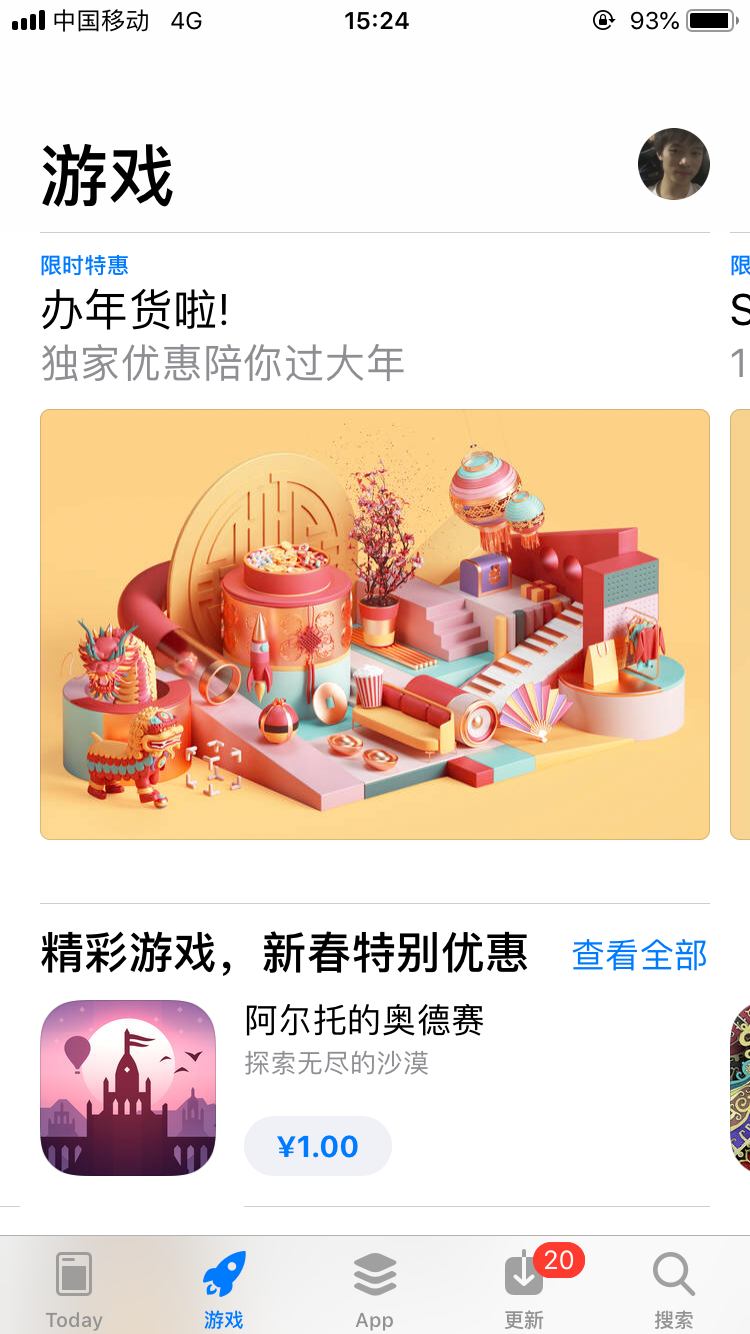 中国移动 4G 15:24 93%
游戏
限时特惠
办年货啦!
独家优惠陪你过大年
限
S
1
精彩游戏，新春特别优惠 查看全部
阿尔托的奥德赛
探索无尽的沙漠
¥1.00
20
Today 游戏 App 更新 搜索